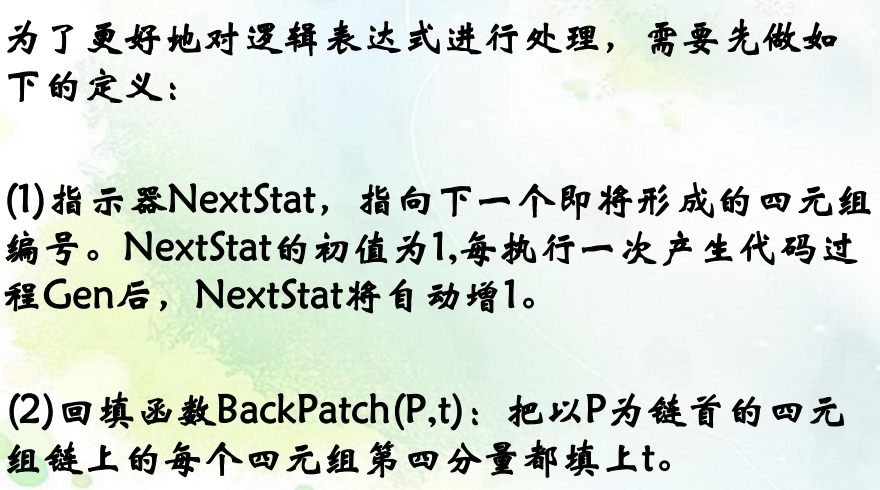 为了更好地对逻辑表达式进行处理，需要先做如
下的定义：
(1)指示器NextStat，指向下一个即将形成的四元组
编号。NextStat的初值为1,每执行一次产生代码过
程Gen后，NextStat将自动增1。
(2)回填函数BackPatch(P,t)：把以P为链首的四元
组链上的每个四元组第四分量都填上t。